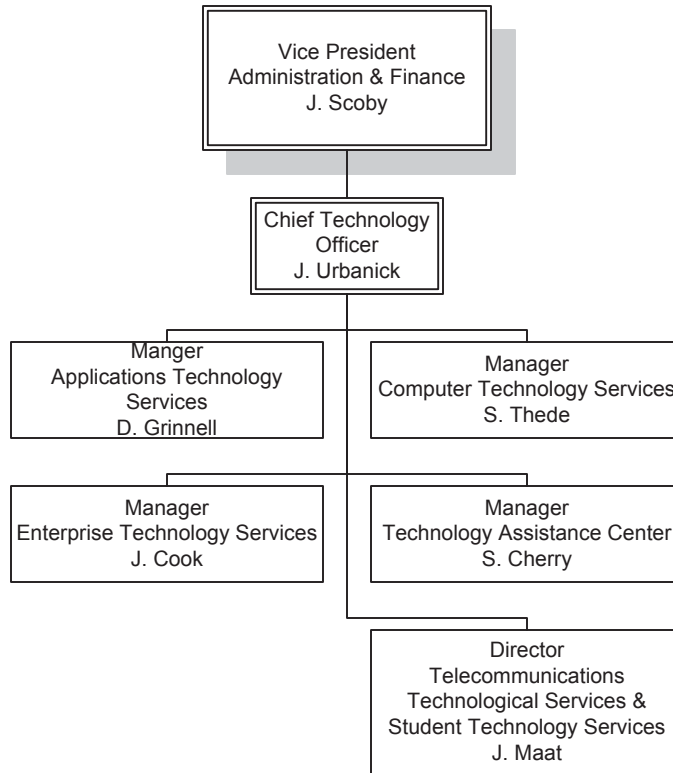 Vice President
Administration & Finance
J. Scoby
Chief Technology
Officer
J. Urbanick
Manger
Applications Technology
Services
D. Grinnell
Manager
Computer Technology Services
S. Thede
Manager
Enterprise Technology Services
J. Cook
Manager
Technology Assistance Center
S. Cherry
Director
Telecommunications
Technological Services &
Student Technology Services
J. Maat